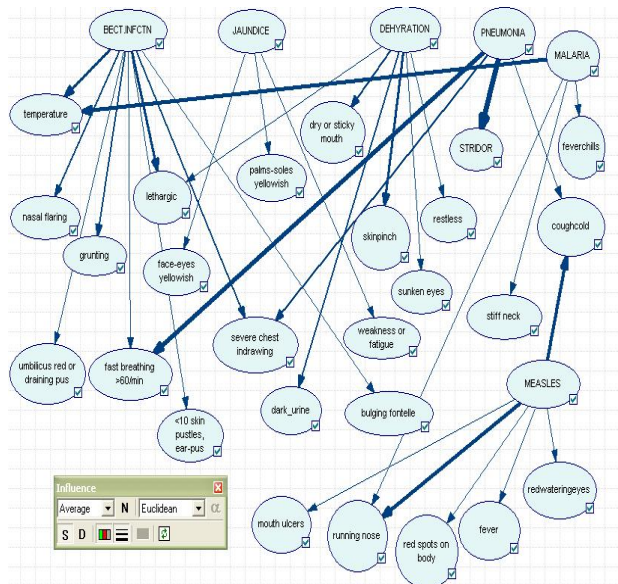 BECT.INFCTN
JAUNDICE
DEHYRATION
PNEUMONIA
MALARIA
temperature
dry or sticky
mouth
STRIDOR
feverchills
palms-soles
yellowish
lethargic
nasal flaring
grunting
face-eyes
yellowish
skinpinch
restless
coughcold
sunken eyes
stiff neck
umbilicus red or
draining pus
fast breathing
>60/min
severe chest
indrawing
weakness or
fatigue
MEASLES
<10 skin
pustles,
ear-pus
dark_urine
bulging fontelle
redwateringeyes
mouth ulcers
running nose
red spots on
body
fever
Influence
Average N Euclidean α
S D